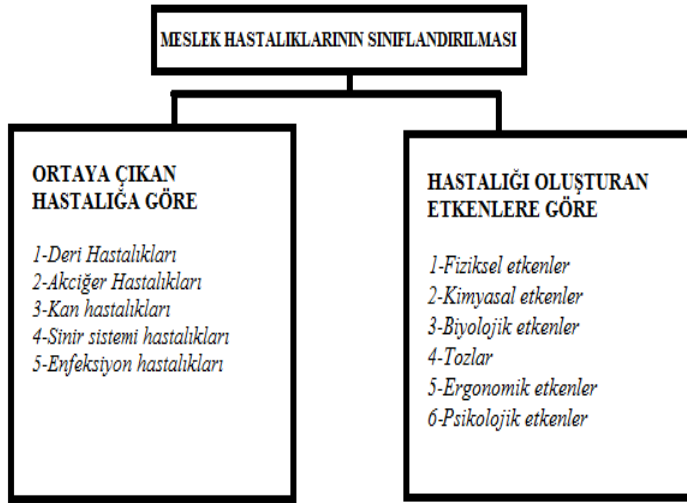 MESLEK HASTALIKLARININ SINIFLANDIRILMASI
ORTAYA ÇIKAN
HASTALIĞA GÖRE
1-Deri Hastalıkları
2-Akciğer Hastalıkları
3-Kan hastalıkları
4-Sinir sistemi hastalıkları
5-Enfeksiyon hastalıkları
HASTALIĞI OLUŞTURAN
ETKENLERE GÖRE
1-Fiziksel etkenler
2-Kimyasal etkenler
3-Biyolojik etkenler
4-Tozlar
5-Ergonomik etkenler
6-Psikolojik etkenler